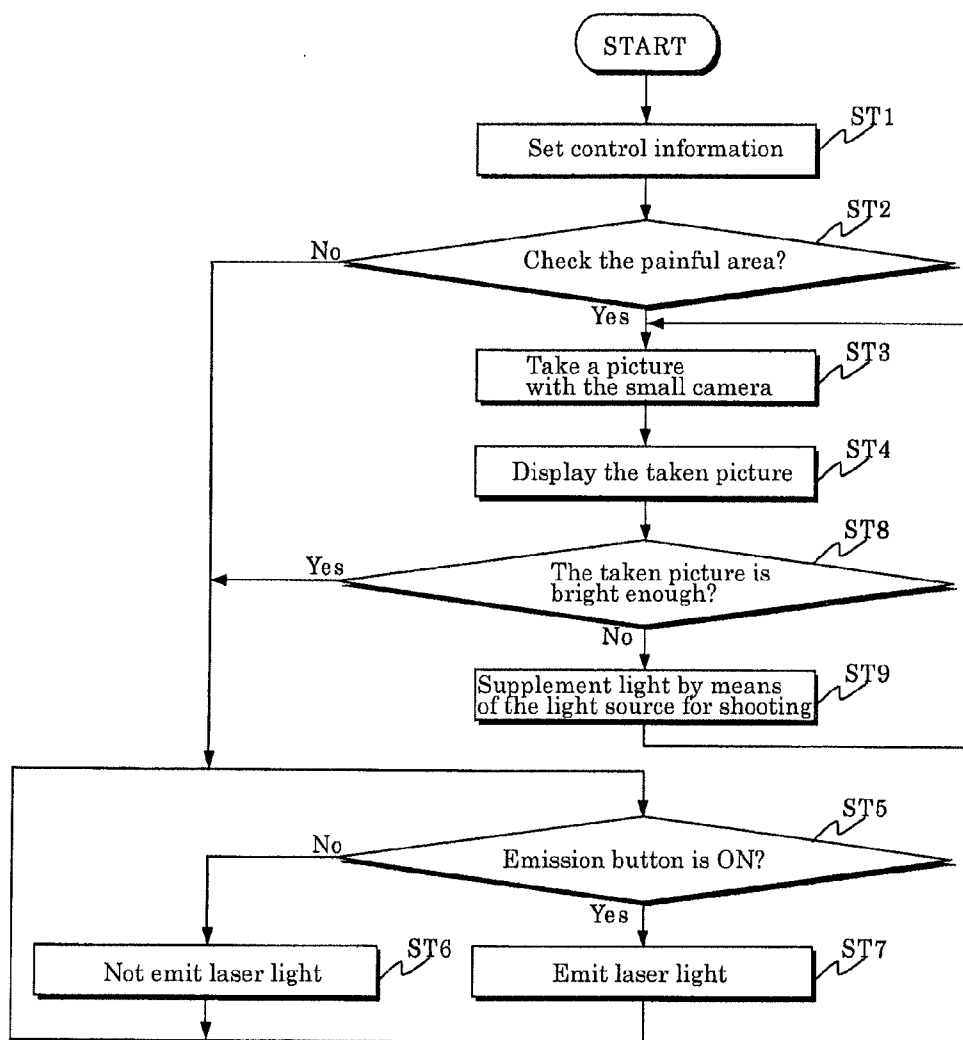 START
ST1
Set control information
ST2
No
Check the painful area?
Yes
ST3
Take a picture
with the small camera
ST4
Display the taken picture
ST8
Yes
The taken picture is
bright enough?
No
ST9
Supplement light by means
of the light source for shooting
ST5
No
Emission button is ON?
Yes
ST6
Not emit laser light
ST7
Emit laser light